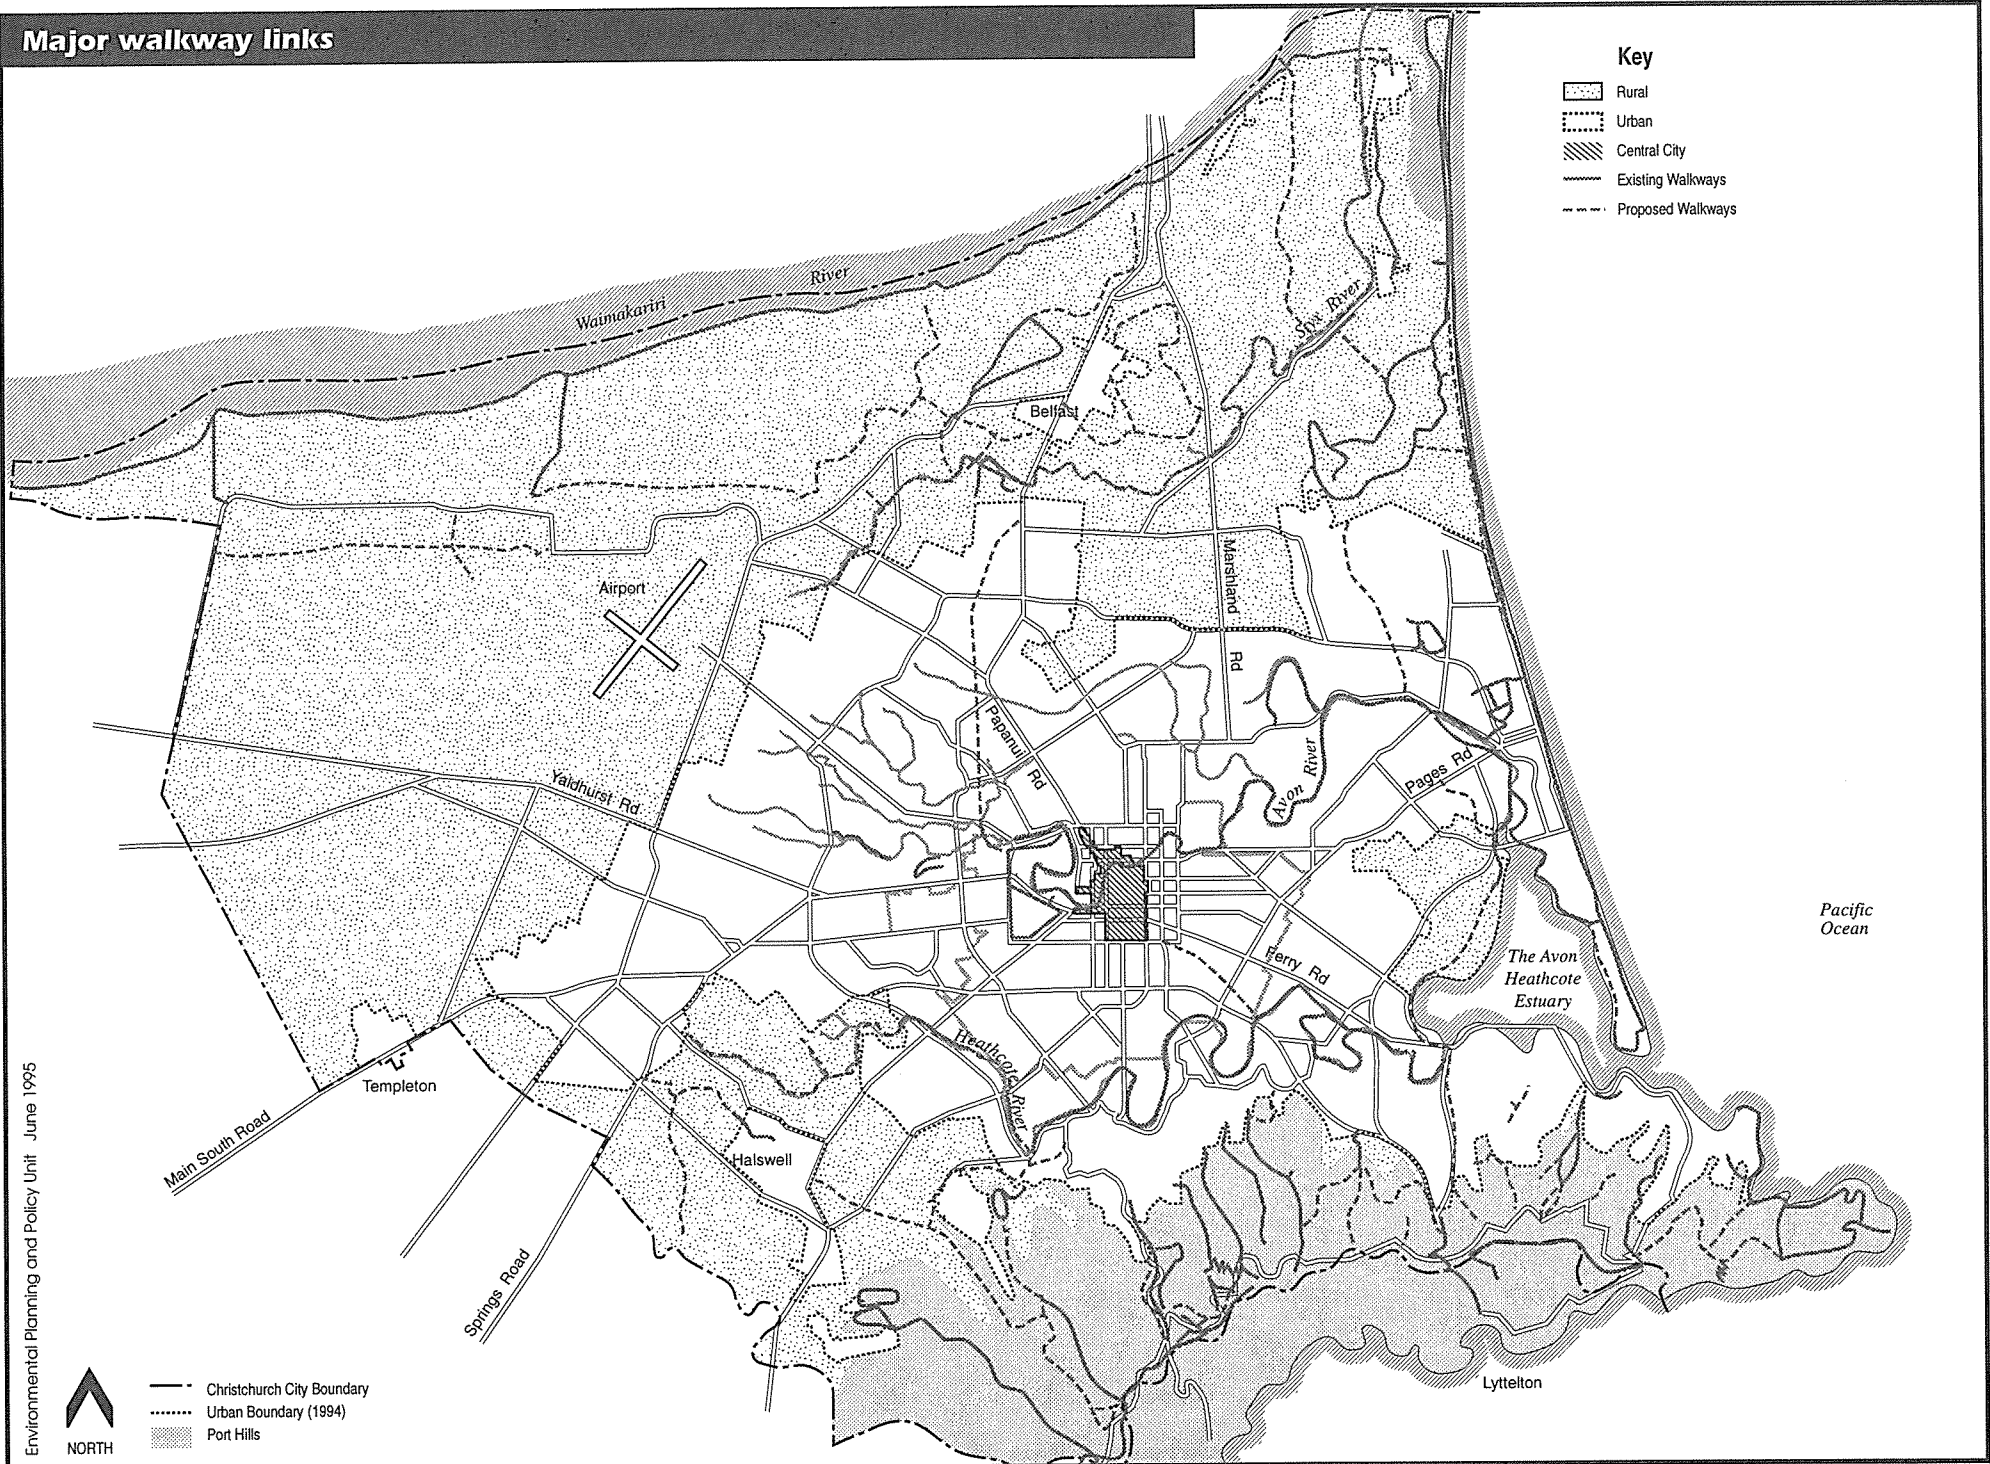 Major walkway links
Key
Rural
Urban
Central City
Existing Walkways
Proposed Walkways
Waimakariri River
Styx River
Belfast
Airport
Marshland Rd
Papanui Rd
Yaldhurst Rd
Avon River
Pages Rd
Pacific
Ocean
The Avon
Heathcote
Estuary
Ferry Rd
Heathcote River
Templeton
Main South Road
Halswell
Springs Road
Lyttelton
Environmental Planning and Policy Unit June 1995
NORTH
Christchurch City Boundary
Urban Boundary (1994)
Port Hills